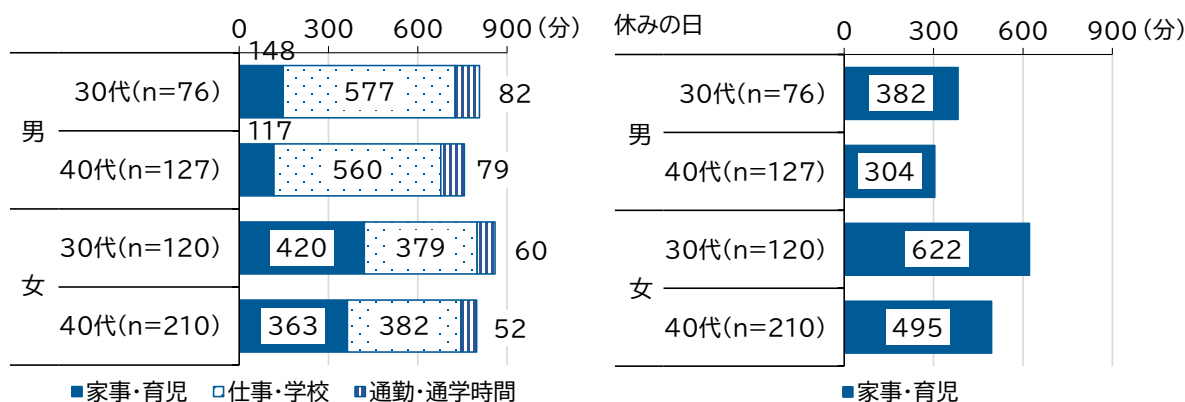 0 300 600 900 (分)
148
30代(n=76) 577 82
男
117
40代(n=127) 560 79
30代(n=120) 420 379 60
女
40代(n=210) 363 382 52
■家事・育児 仕事・学校 通勤・通学時間
休みの日
0 300 600 900 (分)
30代(n=76) 382
男
40代(n=127) 304
30代(n=120) 622
女
40代(n=210) 495
■家事・育児